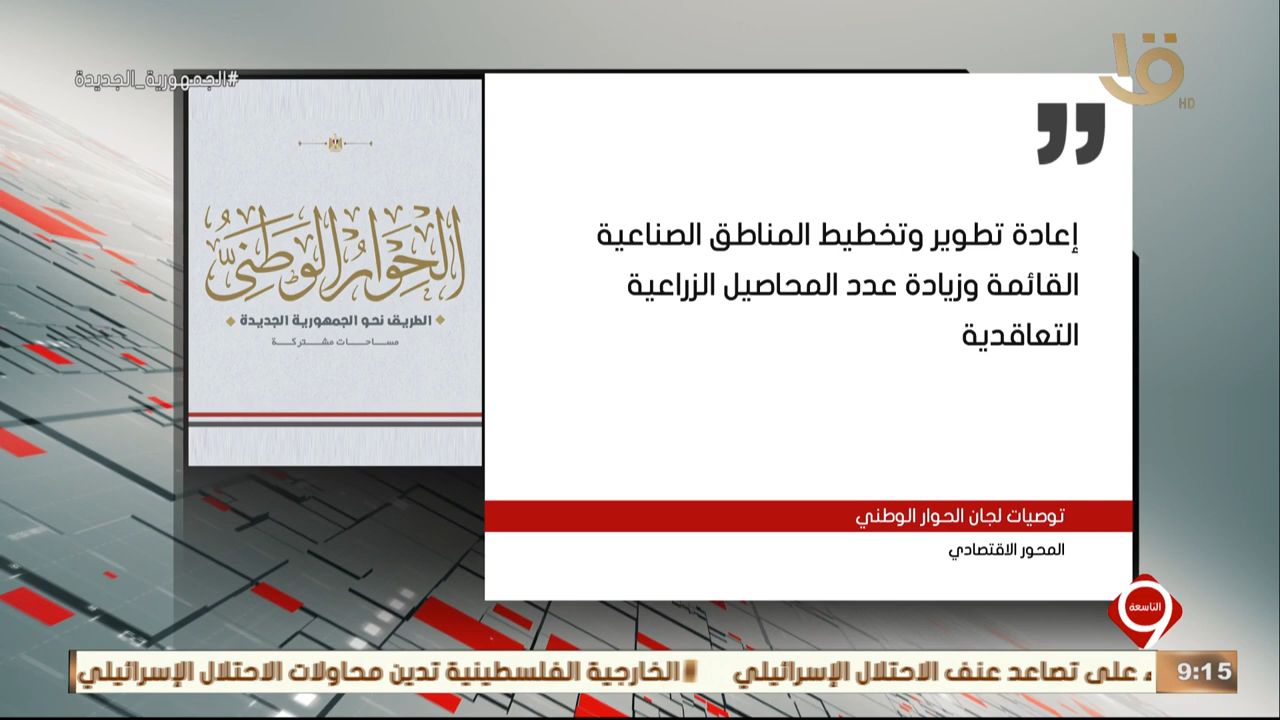 #الجمهورية_الجديدة
HD
إعادة تطوير وتخطيط المناطق الصناعية
القائمة وزيادة عدد المحاصيل الزراعية
التعاقدية
الحوار الوطني
الطريق نحو الجمهورية الجديدة
مساحات مشتركة
توصيات لجان الحوار الوطني
المحور الاقتصادي
التاسعة
9
9:15
على تصاعد عنف الاحتلال الإسرائيلي
الخارجية الفلسطينية تدين محاولات الاحتلال الإسرائيلي